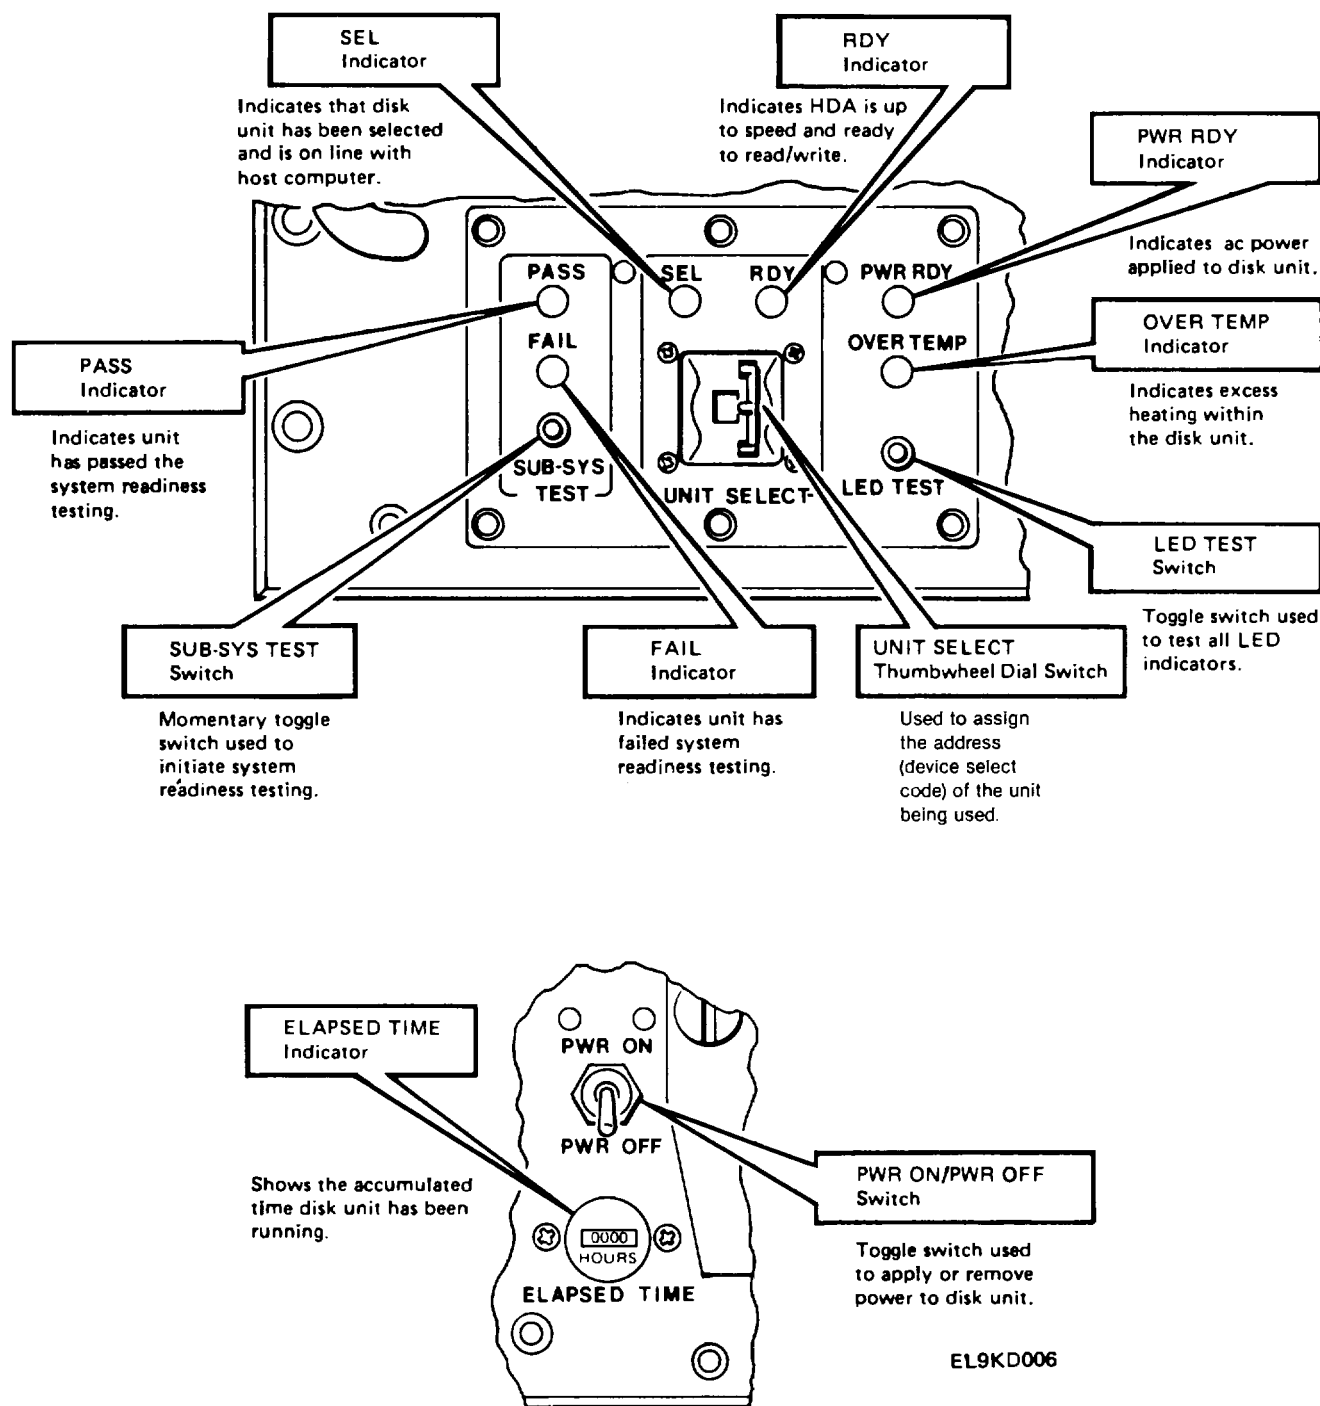 SEL
Indicator
Indicates that disk
unit has been selected
and is on line with
host computer.
RDY
Indicator
Indicates HDA is up
to speed and ready
to read/write.
PWR RDY
Indicator
Indicates ac power
applied to disk unit.
PASS
SEL
RDY
PWR RDY
FAIL
OVER TEMP
SUB-SYS
TEST
UNIT SELECT
LED TEST
OVER TEMP
Indicator
Indicates excess
heating within
the disk unit.
PASS
Indicator
Indicates unit
has passed the
system readiness
testing.
LED TEST
Switch
Toggle switch used
to test all LED
indicators.
SUB-SYS TEST
Switch
Momentary toggle
switch used to
initiate system
readiness testing.
FAIL
Indicator
Indicates unit has
failed system
readiness testing.
UNIT SELECT
Thumbwheel Dial Switch
Used to assign
the address
(device select
code) of the unit
being used.
ELAPSED TIME
Indicator
Shows the accumulated
time disk unit has been
running.
PWR ON
PWR OFF
0000
HOURS
ELAPSED TIME
PWR ON/PWR OFF
Switch
Toggle switch used
to apply or remove
power to disk unit.
EL9KD006